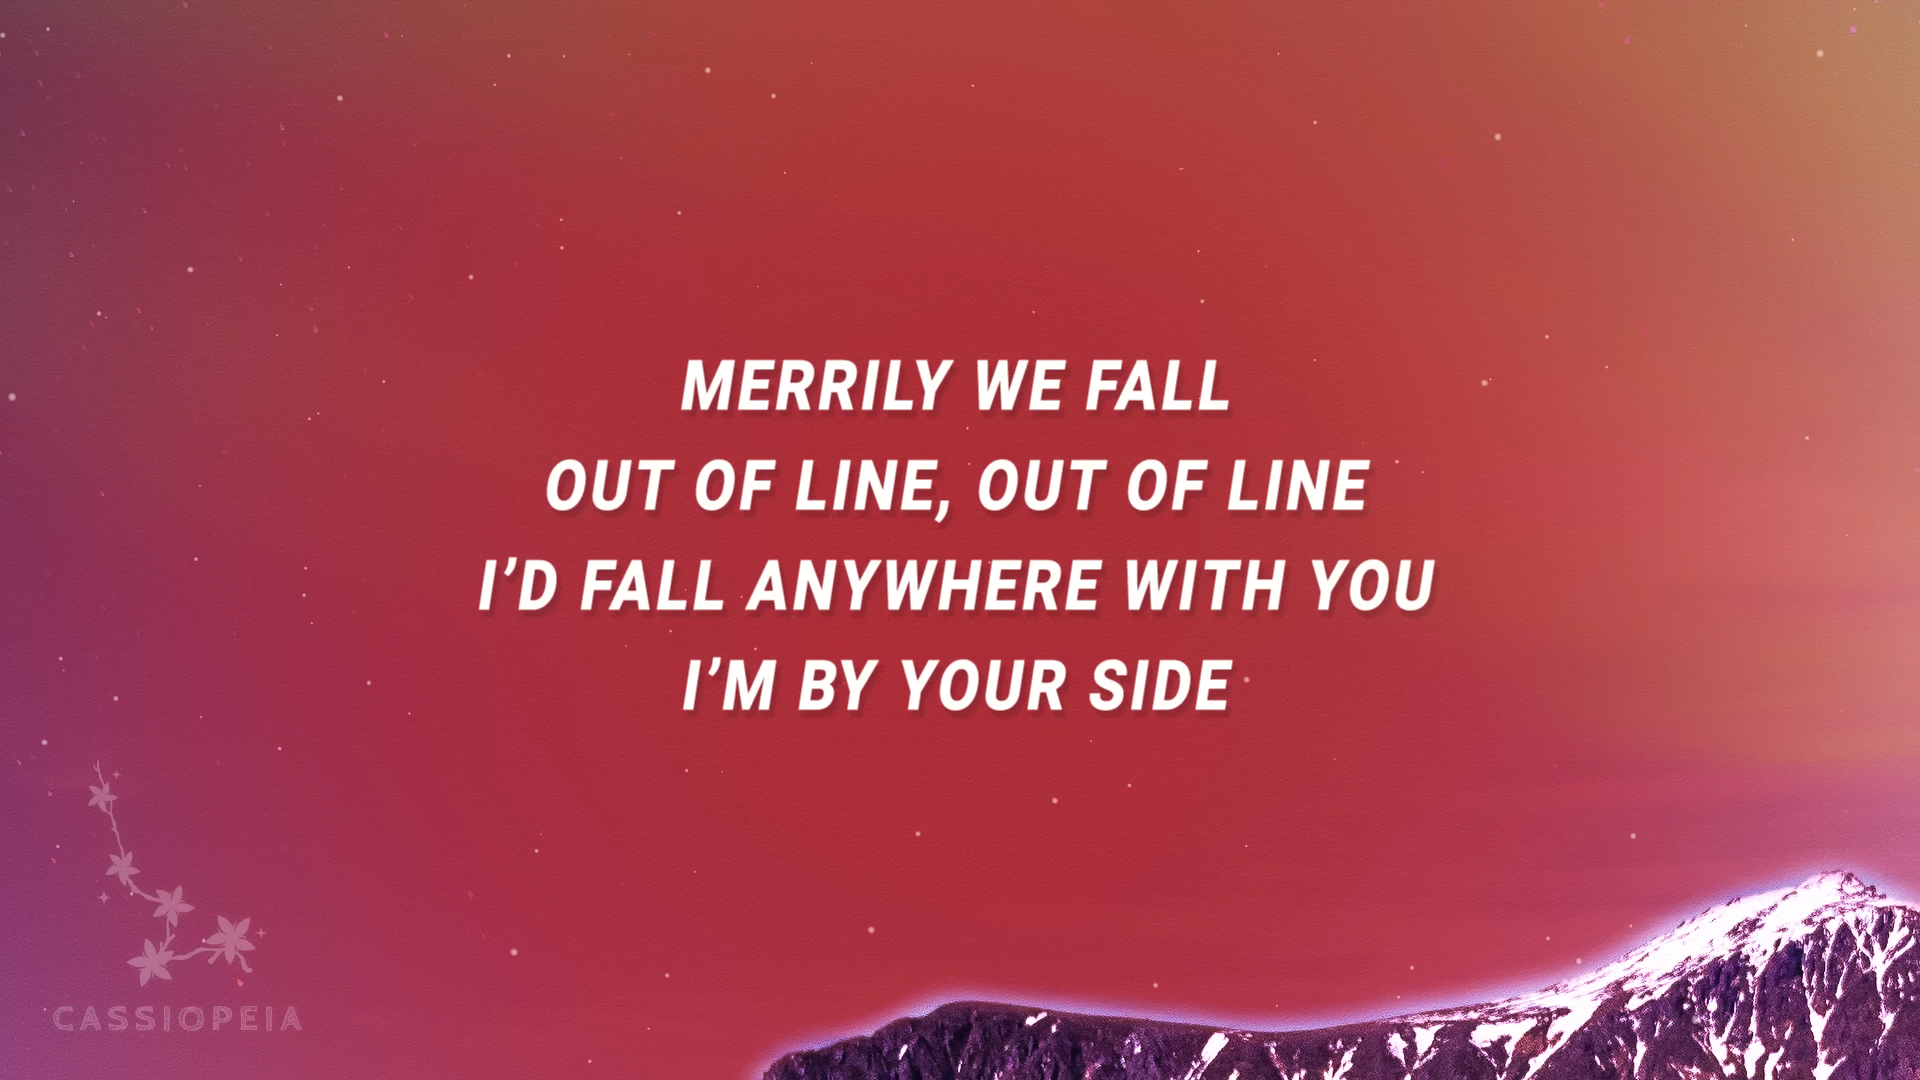 MERRILY WE FALL
OUT OF LINE, OUT OF LINE
I’D FALL ANYWHERE WITH YOU
I’M BY YOUR SIDE
CASSIOPEIA